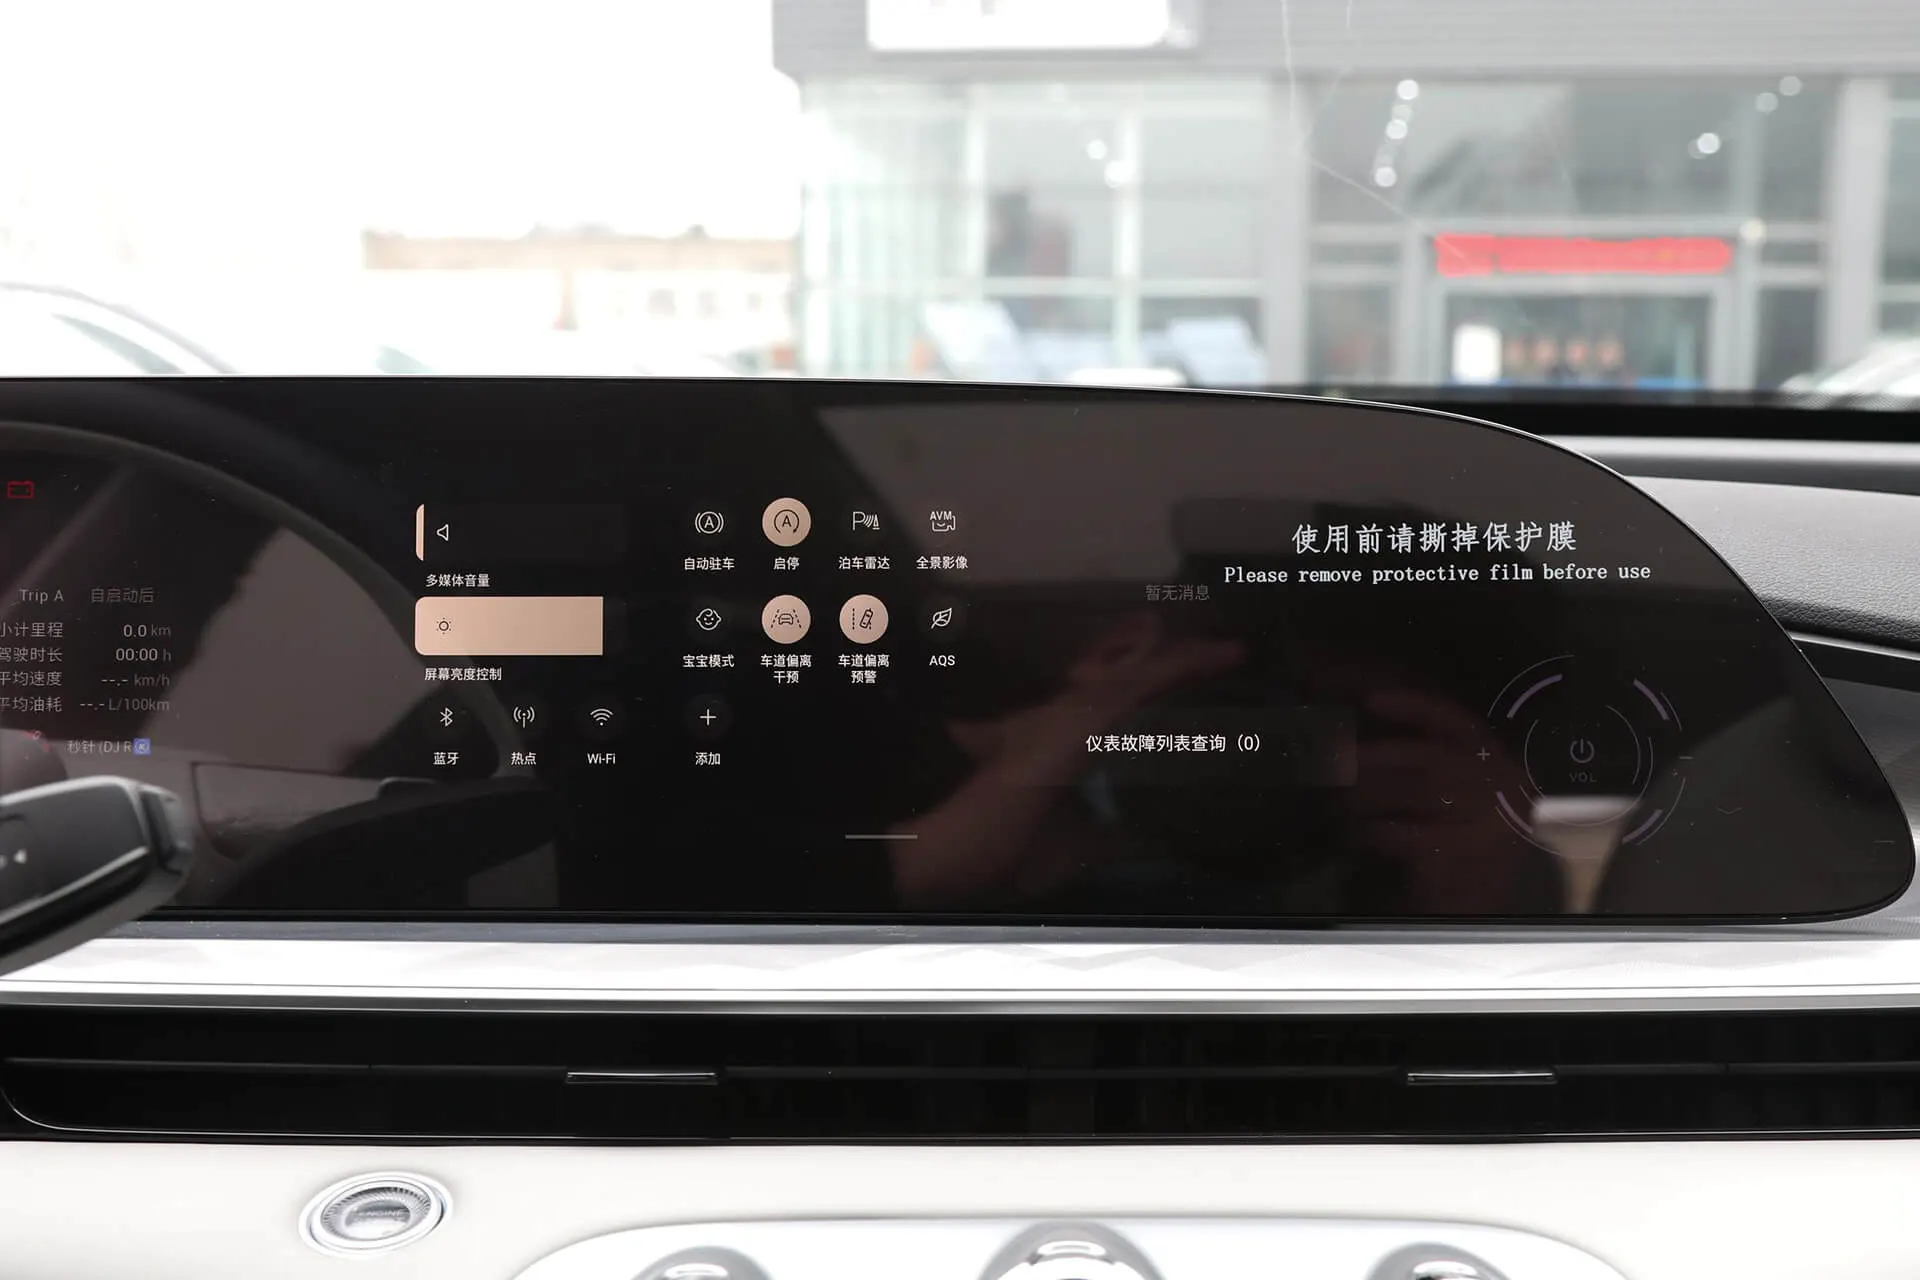 Trip A 自启动后
小计里程 0.0 km
驾驶时长 00:00 h
平均速度 --.- km/h
平均油耗 --.- L/100km
秒针 (DJ R
多媒体音量
屏幕亮度控制
蓝牙 热点 Wi-Fi 添加
自动驻车 启停 泊车雷达 AVM 全景影像
宝宝模式 车道偏离干预 车道偏离预警 AQS
使用前请撕掉保护膜
Please remove protective film before use
暂无消息
仪表故障列表查询（0）
+ VOL −
ENGINE